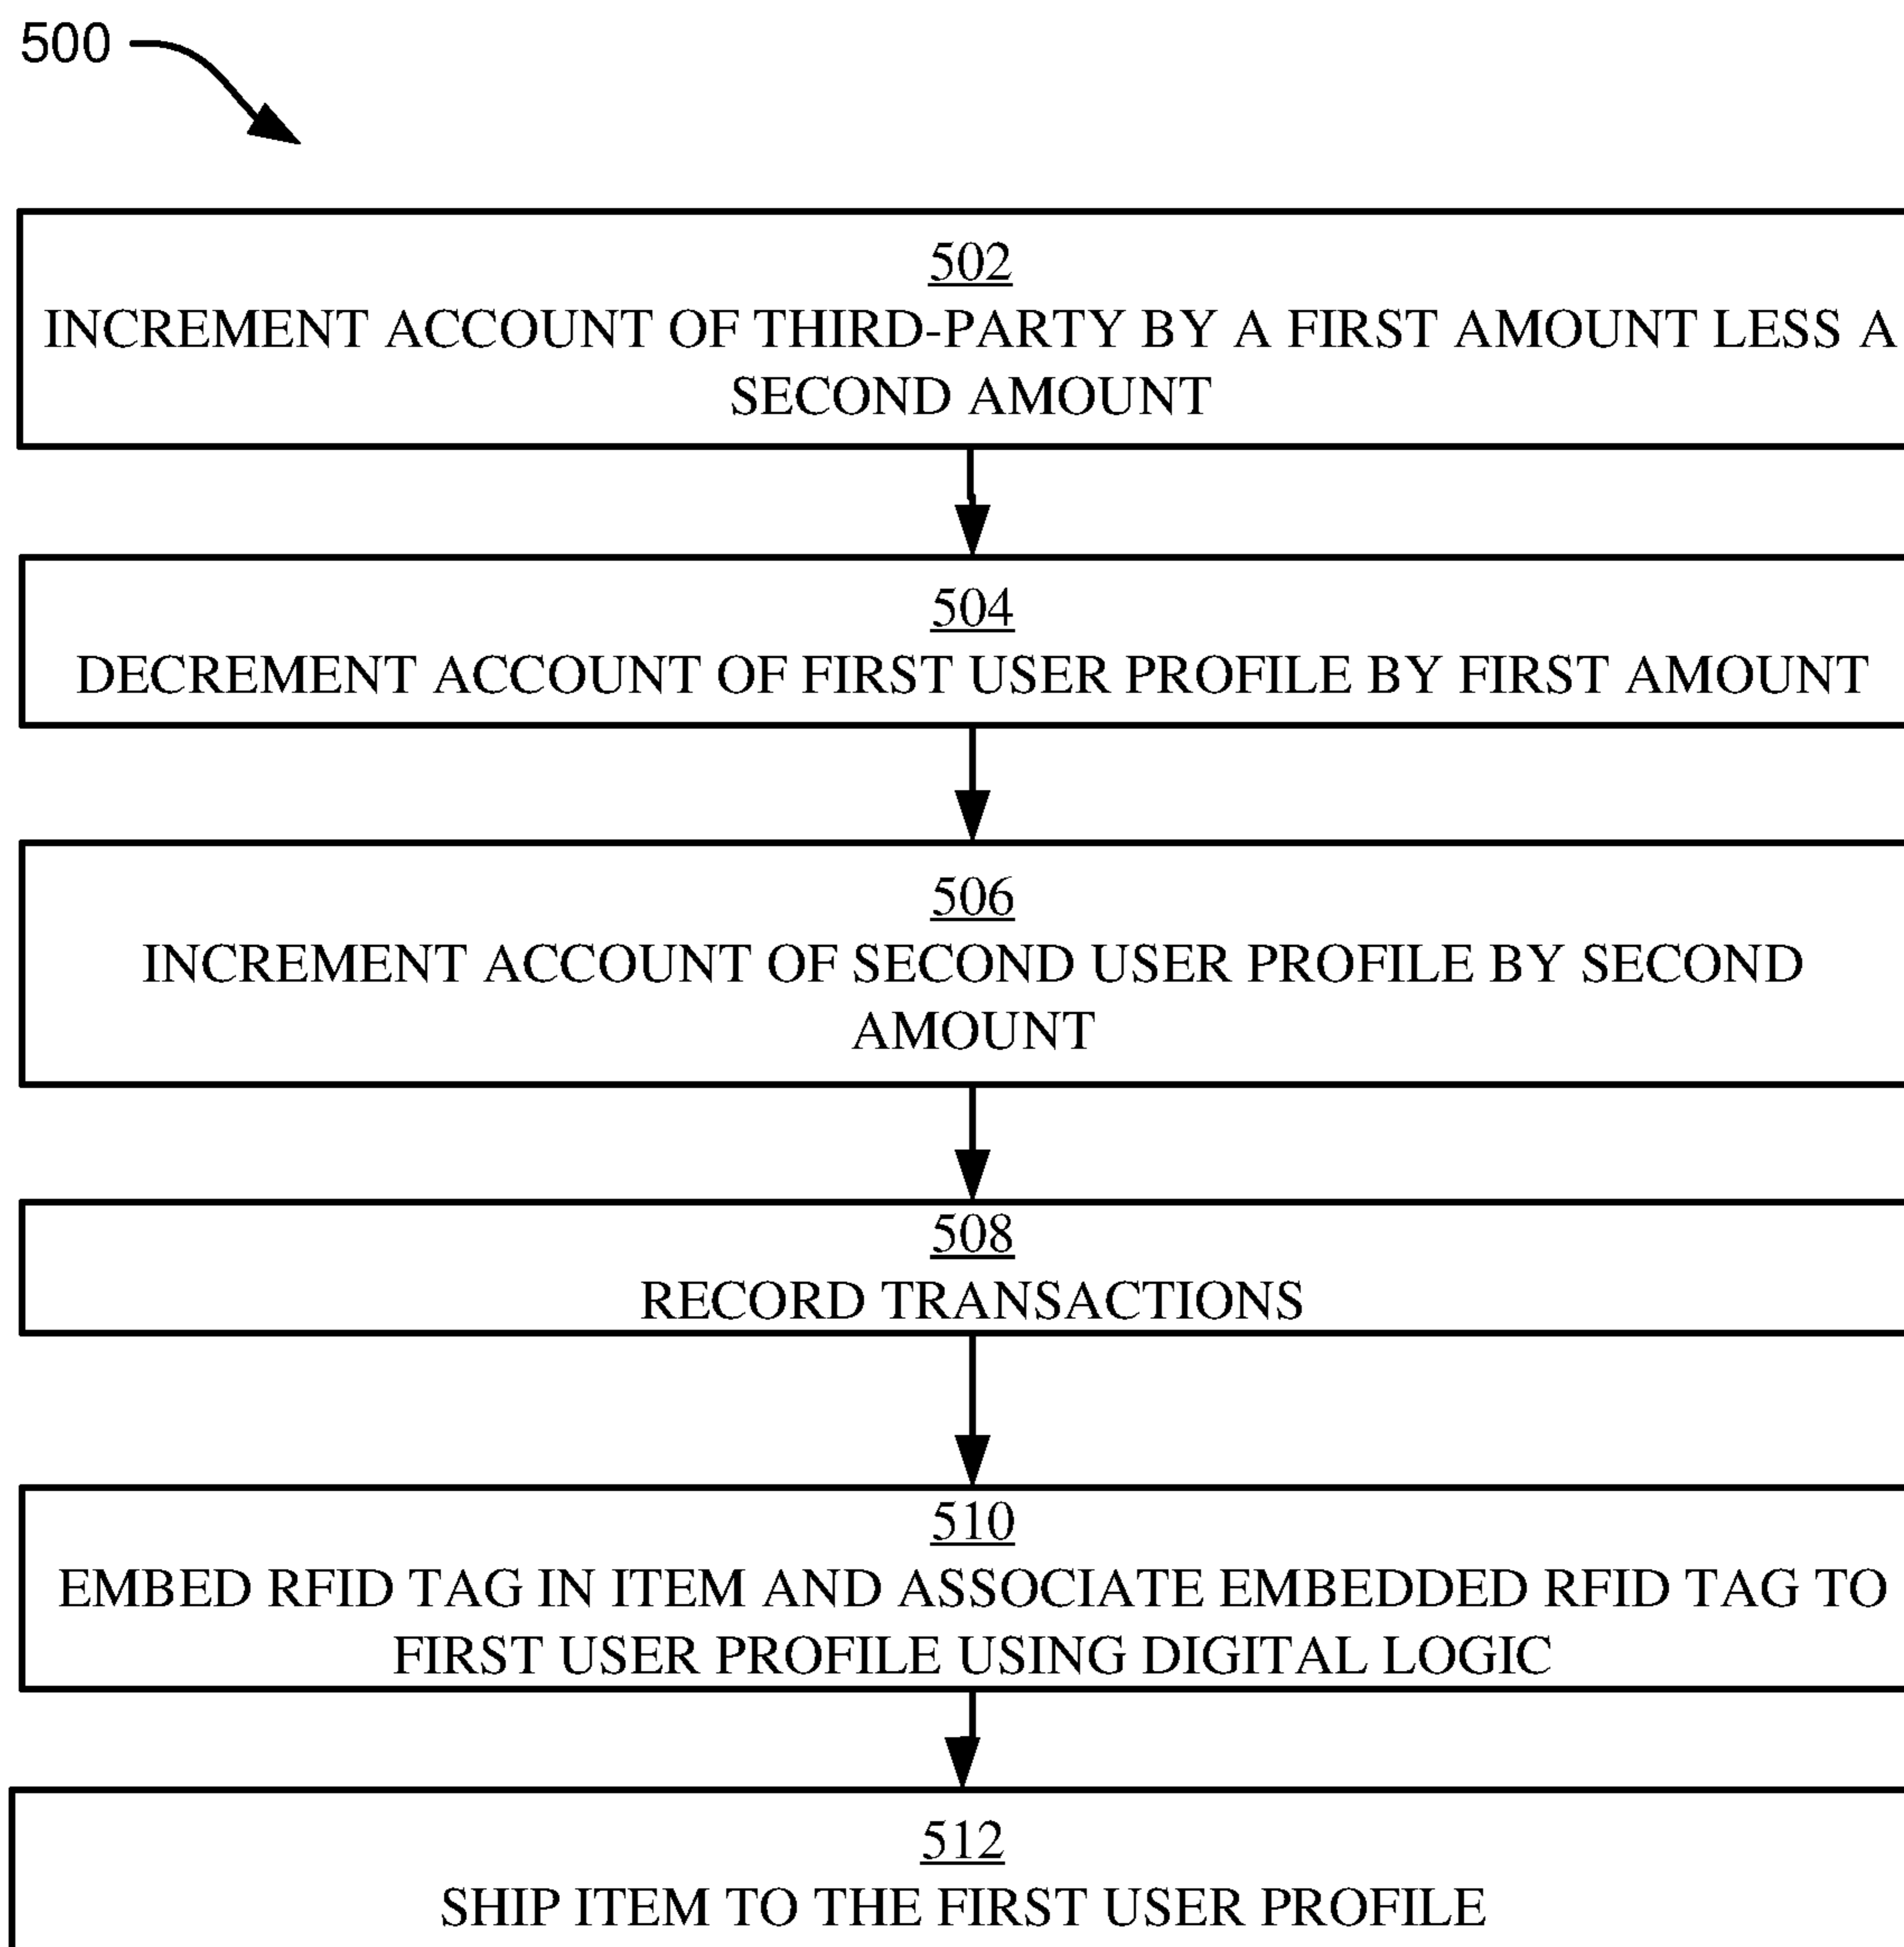 500
502
INCREMENT ACCOUNT OF THIRD-PARTY BY A FIRST AMOUNT LESS A
SECOND AMOUNT
504
DECREMENT ACCOUNT OF FIRST USER PROFILE BY FIRST AMOUNT
506
INCREMENT ACCOUNT OF SECOND USER PROFILE BY SECOND
AMOUNT
508
RECORD TRANSACTIONS
510
EMBED RFID TAG IN ITEM AND ASSOCIATE EMBEDDED RFID TAG TO
FIRST USER PROFILE USING DIGITAL LOGIC
512
SHIP ITEM TO THE FIRST USER PROFILE